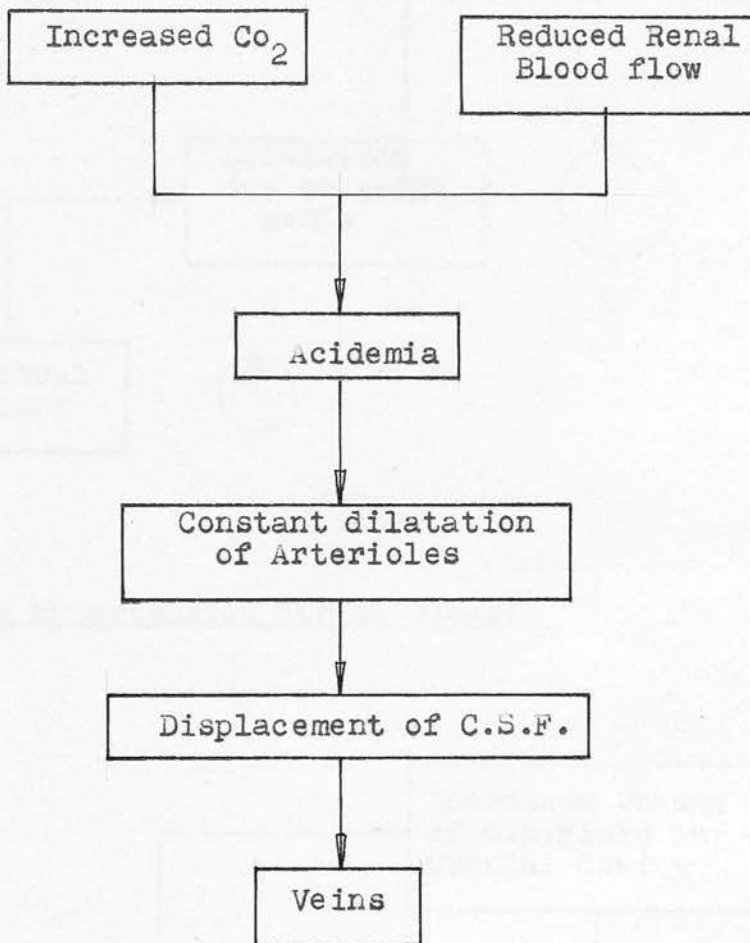 Increased Co2
Reduced Renal
Blood flow
Acidemia
Constant dilatation
of Arterioles
Displacement of C.S.F.
Veins